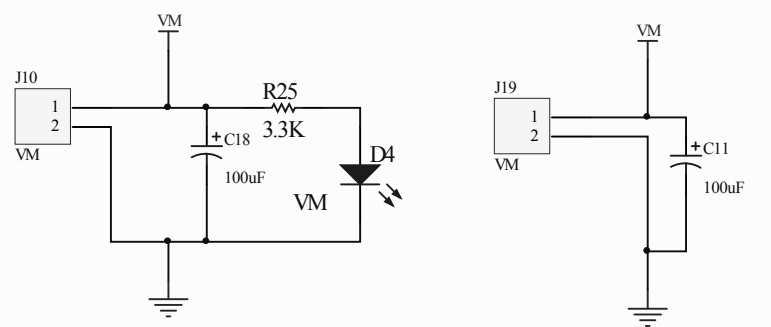 VM
J10
1
2
VM
R25
3.3K
+ C18
100uF
D4
VM
VM
J19
1
2
VM
+ C11
100uF